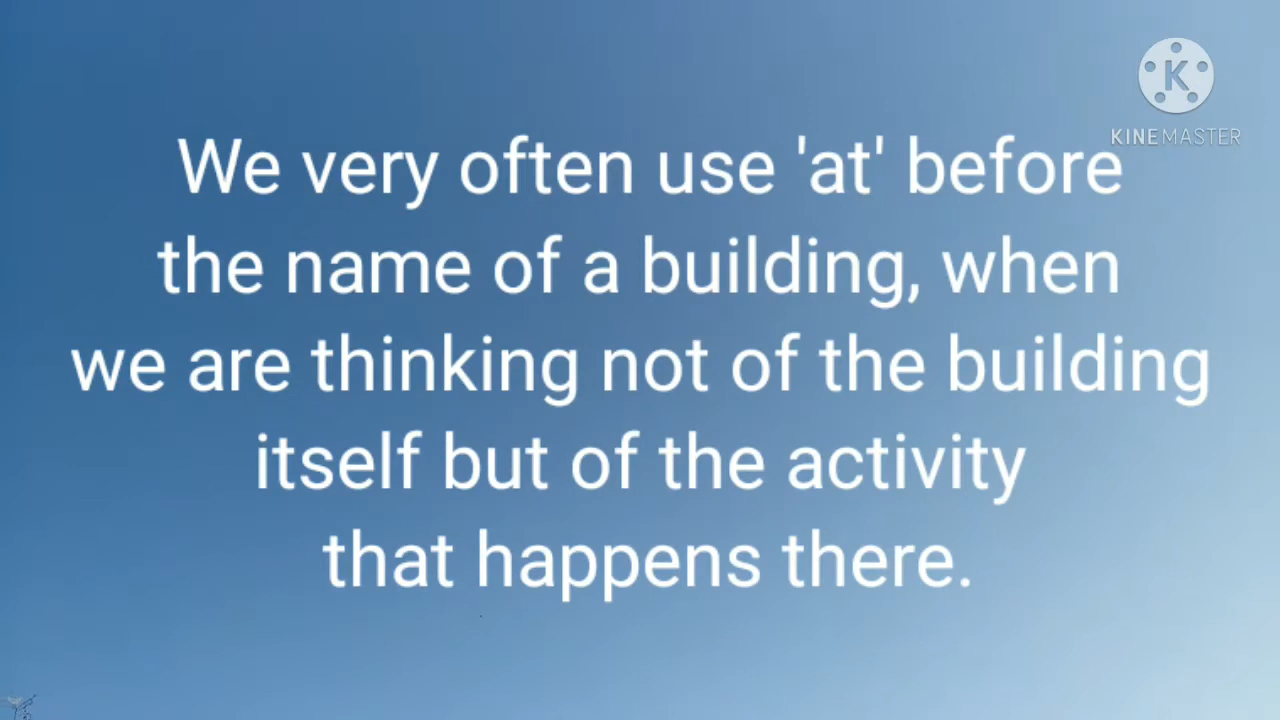 K
KINEMASTER
We very often use 'at' before
the name of a building, when
we are thinking not of the building
itself but of the activity
that happens there.